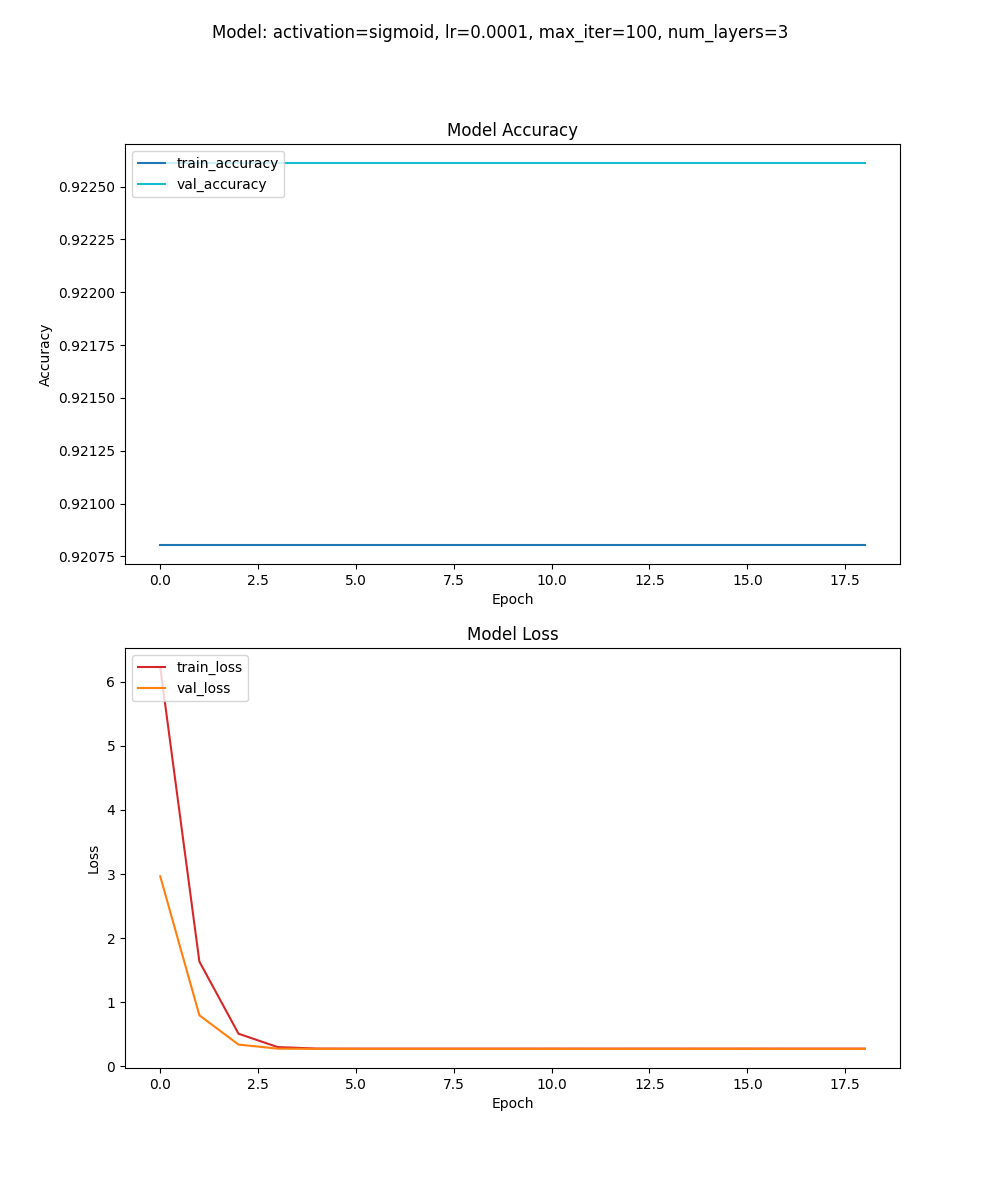 Model: activation=sigmoid, lr=0.0001, max_iter=100, num_layers=3
Model Accuracy
train_accuracy
val_accuracy
0.92250
0.92225
0.92200
0.92175
0.92150
0.92125
0.92100
0.92075
Accuracy
0.0 2.5 5.0 7.5 10.0 12.5 15.0 17.5
Epoch
Model Loss
train_loss
val_loss
6
5
4
3
2
1
0
Loss
0.0 2.5 5.0 7.5 10.0 12.5 15.0 17.5
Epoch